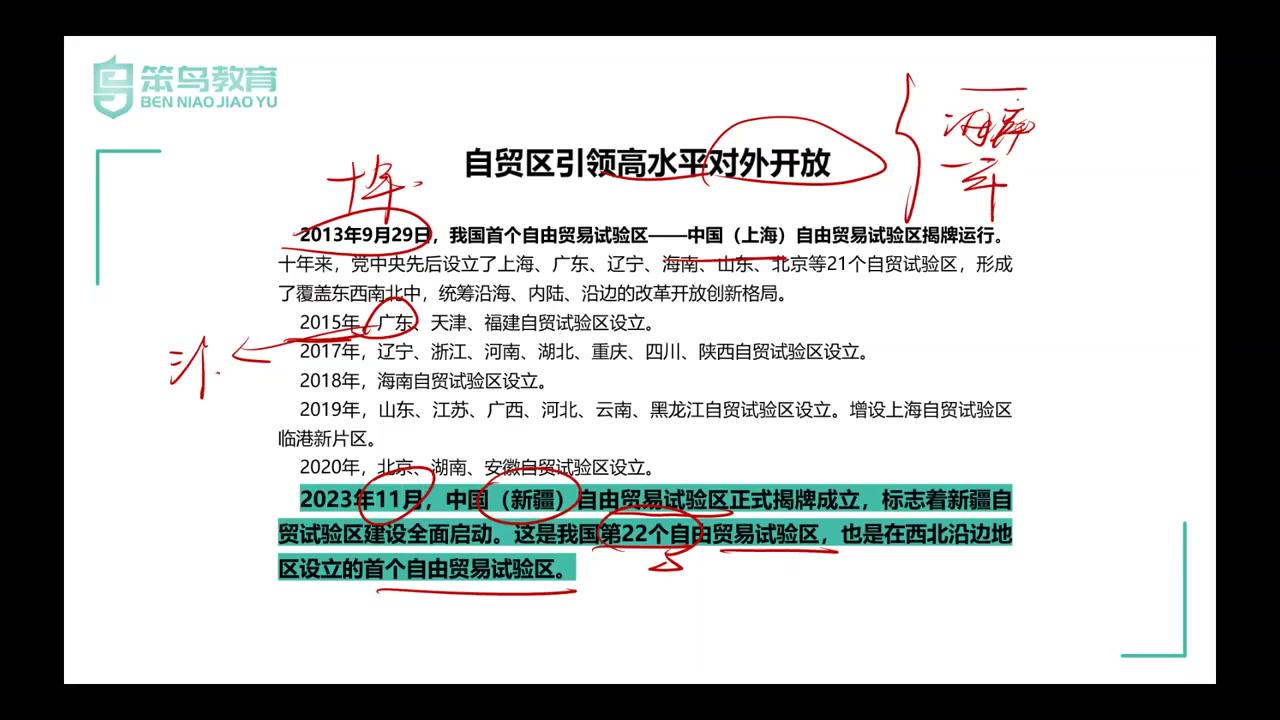 笨鸟教育
BEN NIAO JIAO YU
自贸区引领高水平对外开放
十年
2013年9月29日，我国首个自由贸易试验区——中国（上海）自由贸易试验区揭牌运行。
十年来，党中央先后设立了上海、广东、辽宁、海南、山东、北京等21个自贸试验区，形成
了覆盖东西南北中，统筹沿海、内陆、沿边的改革开放创新格局。
2015年，广东、天津、福建自贸试验区设立。
2017年，辽宁、浙江、河南、湖北、重庆、四川、陕西自贸试验区设立。
2018年，海南自贸试验区设立。
2019年，山东、江苏、广西、河北、云南、黑龙江自贸试验区设立。增设上海自贸试验区
临港新片区。
2020年，北京、湖南、安徽自贸试验区设立。
2023年11月，中国（新疆）自由贸易试验区正式揭牌成立，标志着新疆自
贸试验区建设全面启动。这是我国第22个自由贸易试验区，也是在西北沿边地
区设立的首个自由贸易试验区。